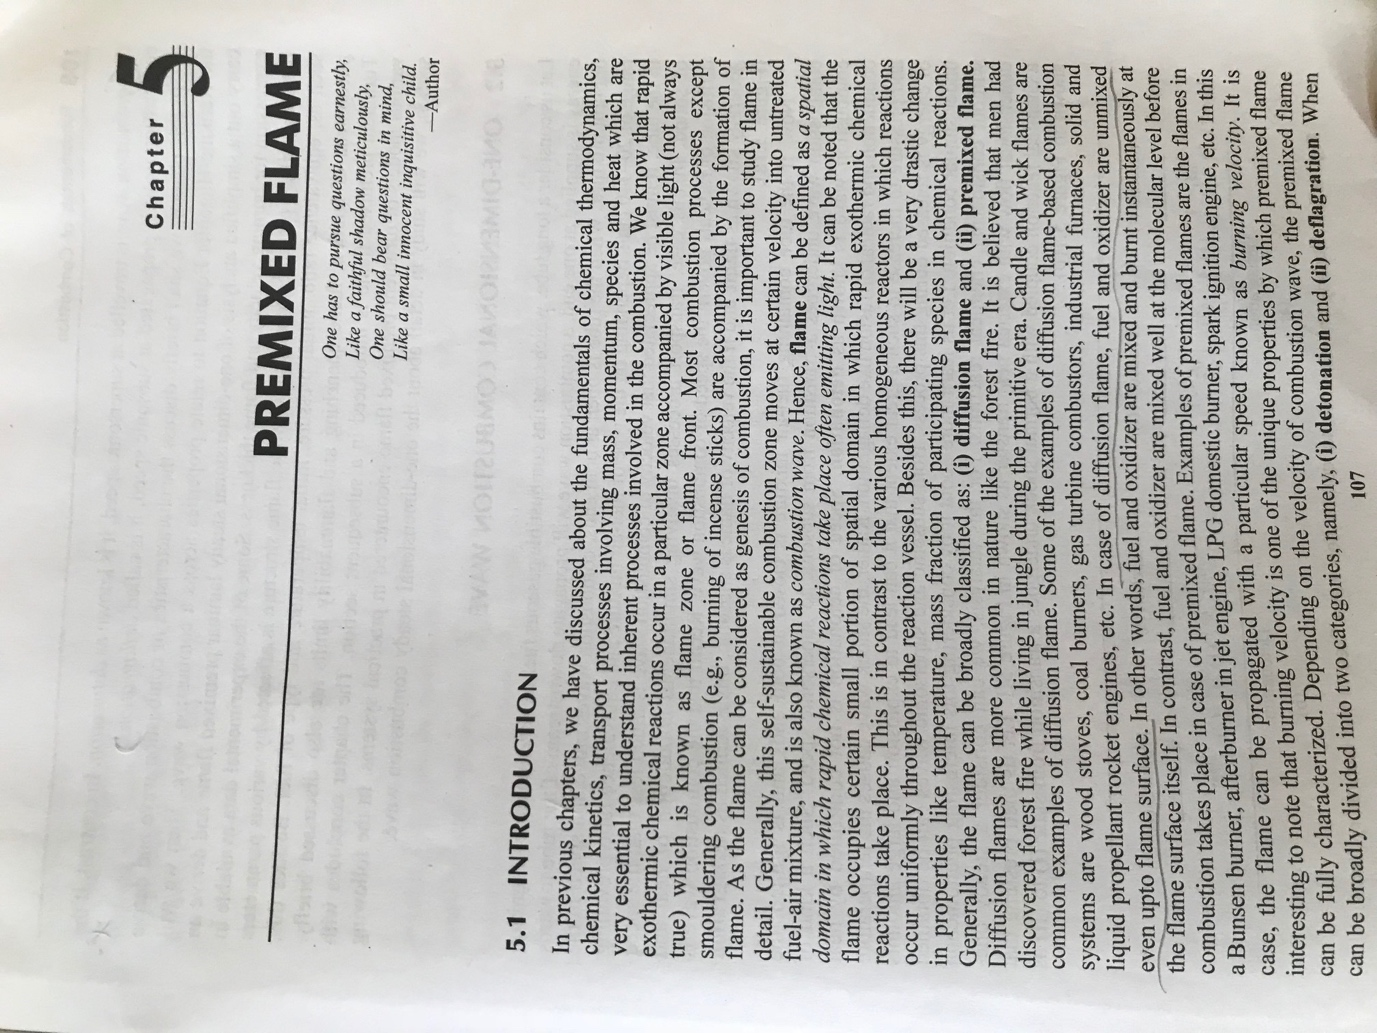 Chapter 5
PREMIXED FLAME
One has to pursue questions earnestly,
Like a faithful shadow meticulously.
One should bear questions in mind,
Like a small innocent inquisitive child.
—Author
5.1 INTRODUCTION
In previous chapters, we have discussed about the fundamentals of chemical thermodynamics,
chemical kinetics, transport processes involving mass, momentum, species and heat which are
very essential to understand inherent processes involved in the combustion. We know that rapid
exothermic chemical reactions occur in a particular zone accompanied by visible light (not always
true) which is known as flame zone or flame front. Most combustion processes except
smouldering combustion (e.g., burning of incense sticks) are accompanied by the formation of
flame. As the flame can be considered as genesis of combustion, it is important to study flame in
detail. Generally, this self-sustainable combustion zone moves at certain velocity into untreated
fuel-air mixture, and is also known as combustion wave. Hence, flame can be defined as a spatial
domain in which rapid chemical reactions take place often emitting light. It can be noted that the
flame occupies certain small portion of spatial domain in which rapid exothermic chemical
reactions take place. This is in contrast to the various homogeneous reactors in which reactions
occur uniformly throughout the reaction vessel. Besides this, there will be a very drastic change
in properties like temperature, mass fraction of participating species in chemical reactions.
Generally, the flame can be broadly classified as: (i) diffusion flame and (ii) premixed flame.
Diffusion flames are more common in nature like the forest fire. It is believed that men had
discovered forest fire while living in jungle during the primitive era. Candle and wick flames are
common examples of diffusion flame. Some of the examples of diffusion flame-based combustion
systems are wood stoves, coal burners, gas turbine combustors, industrial furnaces, solid and
liquid propellant rocket engines, etc. In case of diffusion flame, fuel and oxidizer are unmixed
even upto flame surface. In other words, fuel and oxidizer are mixed and burnt instantaneously at
the flame surface itself. In contrast, fuel and oxidizer are mixed well at the molecular level before
combustion takes place in case of premixed flame. Examples of premixed flames are the flames in
a Bunsen burner, afterburner in jet engine, LPG domestic burner, spark ignition engine, etc. In this
case, the flame can be propagated with a particular speed known as burning velocity. It is
interesting to note that burning velocity is one of the unique properties by which premixed flame
can be fully characterized. Depending on the velocity of combustion wave, the premixed flame
can be broadly divided into two categories, namely, (i) detonation and (ii) deflagration. When
107